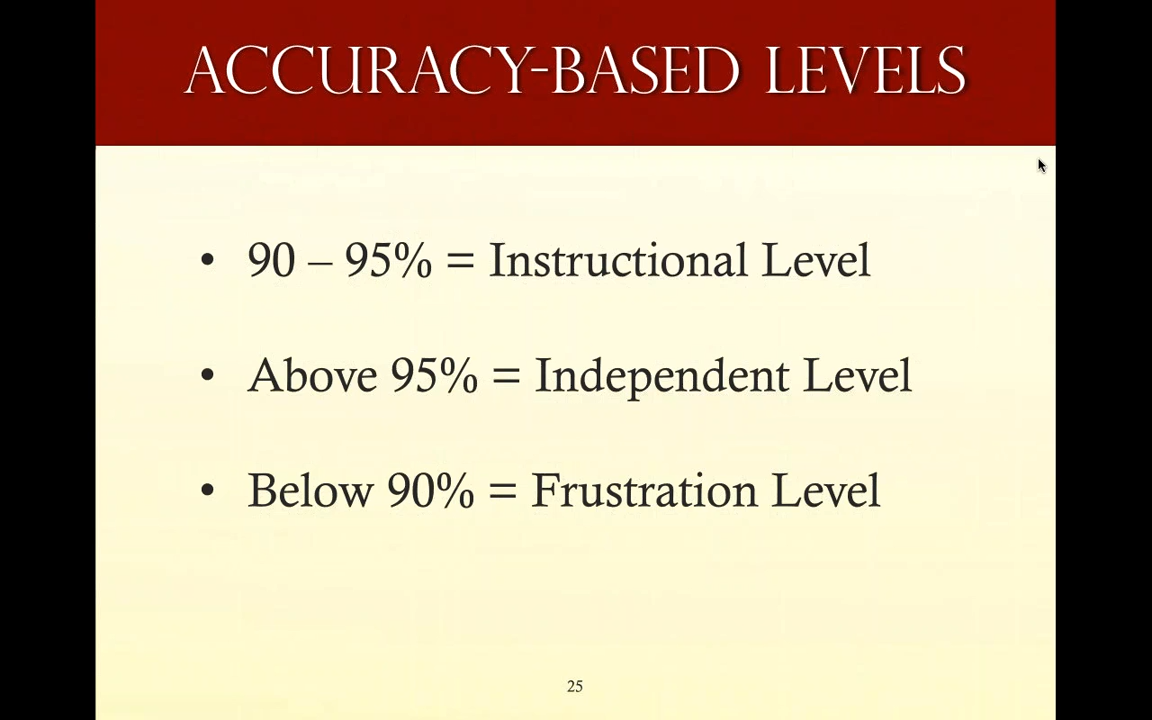 ACCURACY-BASED LEVELS
• 90 – 95% = Instructional Level
• Above 95% = Independent Level
• Below 90% = Frustration Level
25